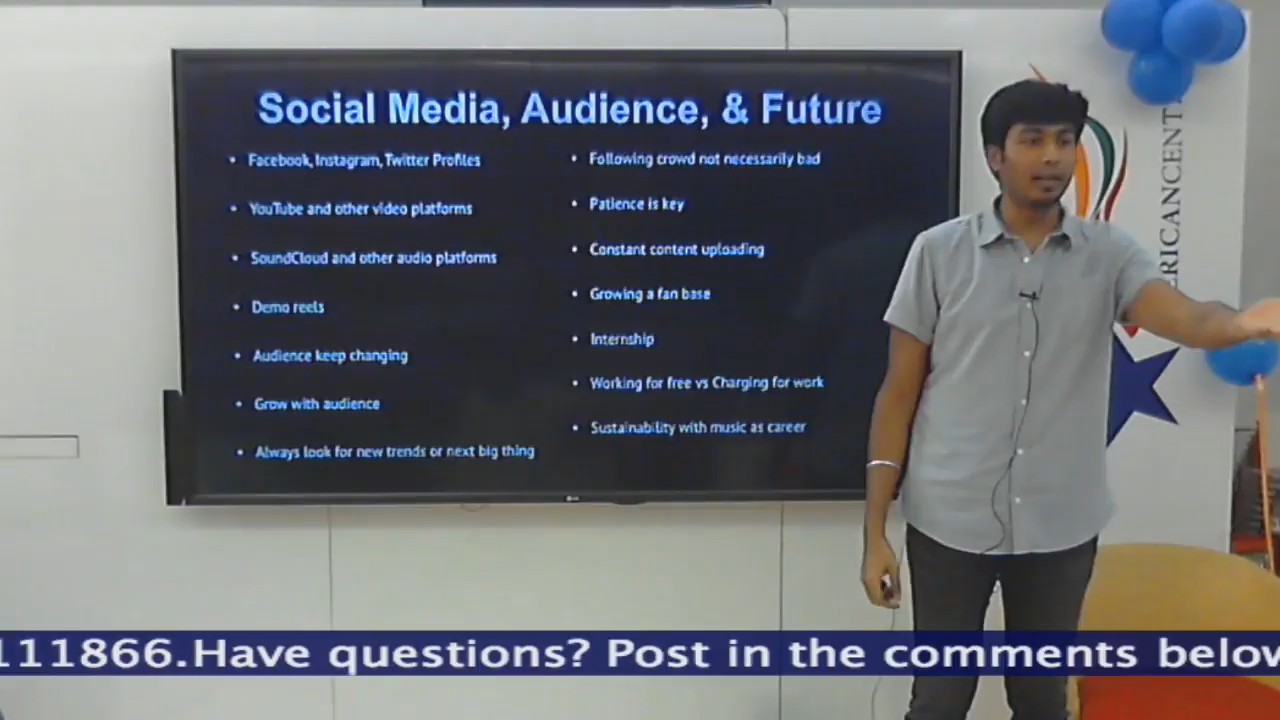 Social Media, Audience, & Future
• Facebook, Instagram, Twitter Profiles
• YouTube and other video platforms
• SoundCloud and other audio platforms
• Demo reels
• Audience keep changing
• Grow with audience
• Always look for new trends or next big thing
• Following crowd not necessarily bad
• Patience is key
• Constant content uploading
• Growing a fan base
• Internship
• Working for free vs Charging for work
• Sustainability with music as career
LG
ERICANCENT
111866.Have questions? Post in the comments below